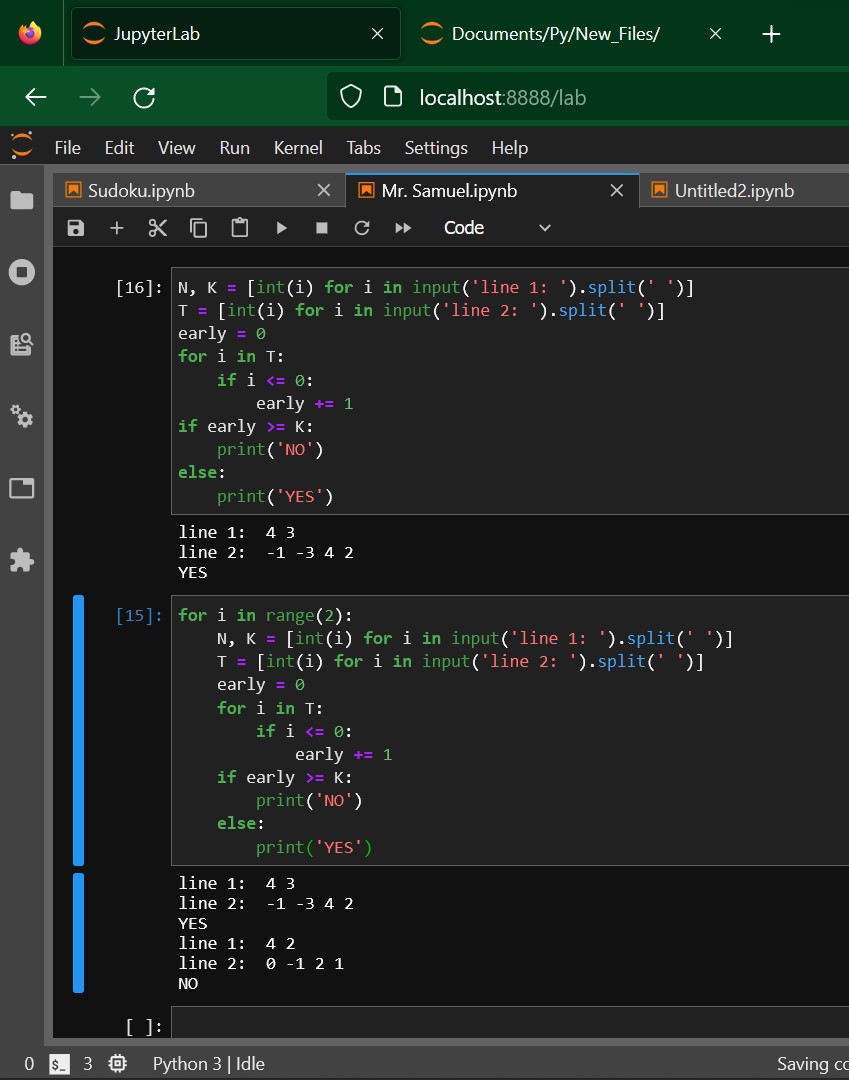 JupyterLab
Documents/Py/New_Files/
localhost:8888/lab
File Edit View Run Kernel Tabs Settings Help
Sudoku.ipynb Mr. Samuel.ipynb Untitled2.ipynb
Code
[16]: N, K = [int(i) for i in input('line 1: ').split(' ')]
T = [int(i) for i in input('line 2: ').split(' ')]
early = 0
for i in T:
    if i <= 0:
        early += 1
if early >= K:
    print('NO')
else:
    print('YES')
line 1:  4 3
line 2:  -1 -3 4 2
YES
[15]: for i in range(2):
    N, K = [int(i) for i in input('line 1: ').split(' ')]
    T = [int(i) for i in input('line 2: ').split(' ')]
    early = 0
    for i in T:
        if i <= 0:
            early += 1
    if early >= K:
        print('NO')
    else:
        print('YES')
line 1:  4 3
line 2:  -1 -3 4 2
YES
line 1:  4 2
line 2:  0 -1 2 1
NO
[ ]:
0 $_ 3 Python 3 | Idle Saving co